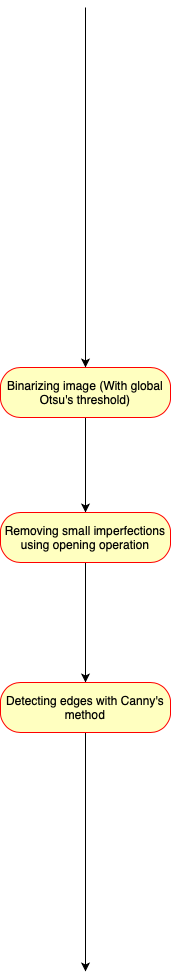 Binarizing image (With global
Otsu's threshold)
Removing small imperfections
using opening operation
Detecting edges with Canny's
method